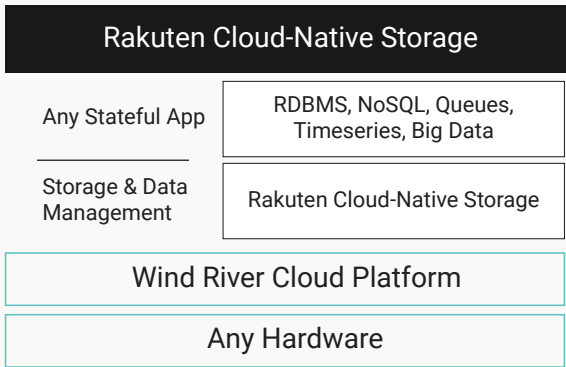 Rakuten Cloud-Native Storage
Any Stateful App
RDBMS, NoSQL, Queues,
Timeseries, Big Data
Storage & Data
Management
Rakuten Cloud-Native Storage
Wind River Cloud Platform
Any Hardware